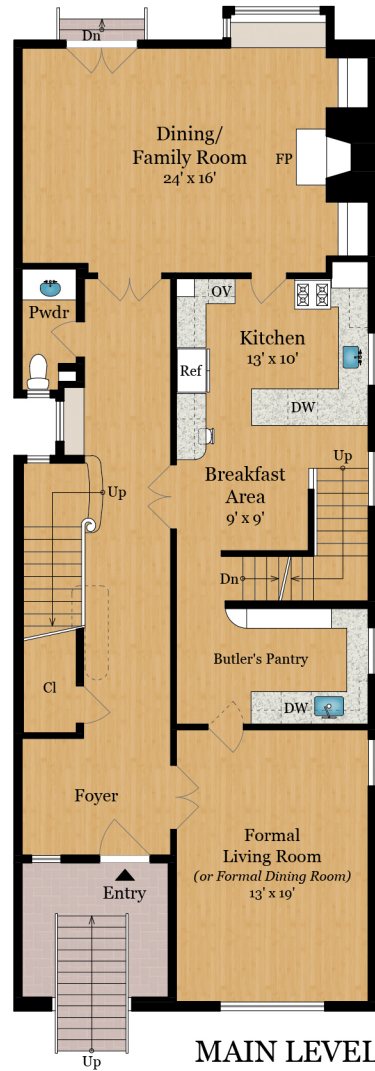 Dn
Dining/
Family Room
24' x 16'
FP
OV
Pwdr
Kitchen
13' x 10'
Ref
DW
Breakfast
Area
9' x 9'
Up
Up
Dn
Butler's Pantry
Cl
DW
Foyer
Formal
Living Room
(or Formal Dining Room)
13' x 19'
Entry
Up
MAIN LEVEL